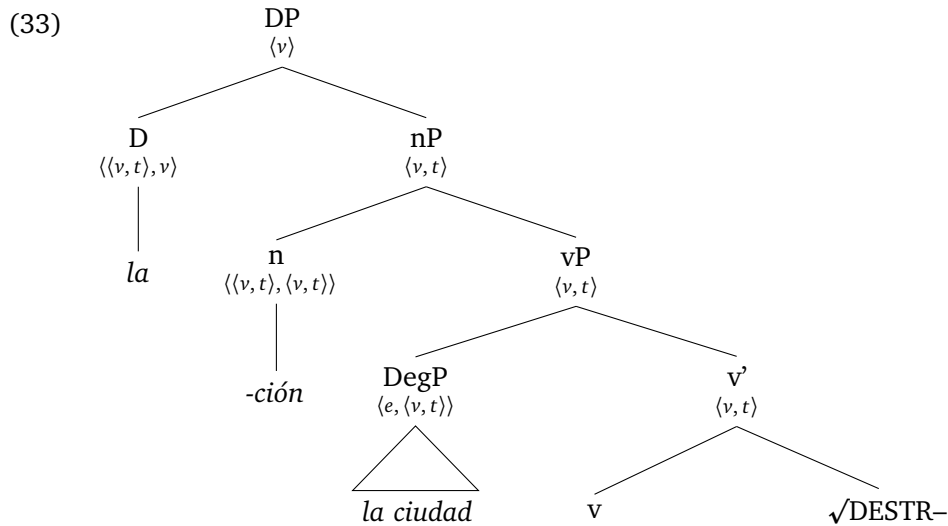 (33)
DP
⟨v⟩
D nP
⟨⟨v, t⟩, v⟩ ⟨v, t⟩
la n vP
⟨⟨v, t⟩, ⟨v, t⟩⟩ ⟨v, t⟩
-ción DegP v’
⟨e, ⟨v, t⟩⟩ ⟨v, t⟩
la ciudad v √DESTR–